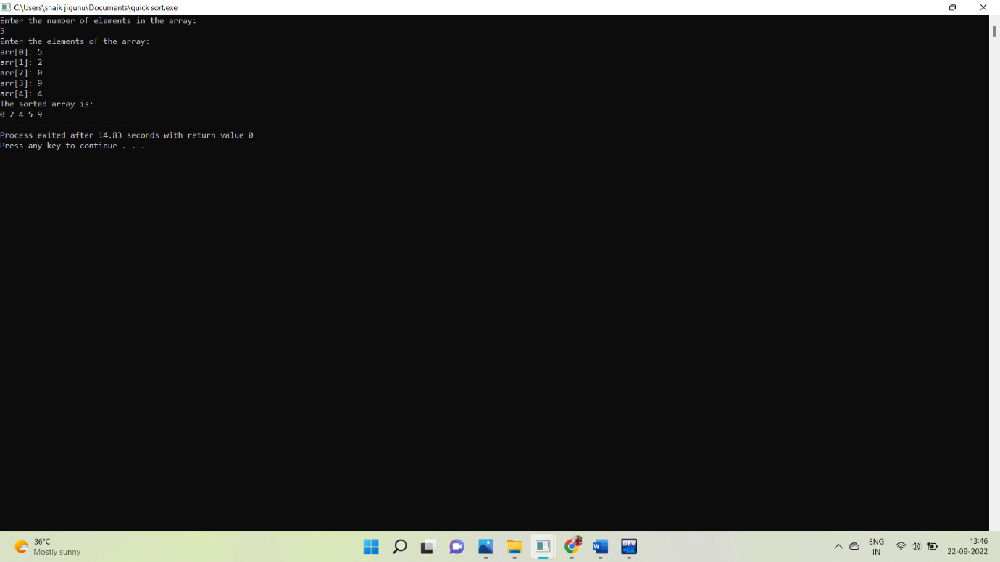 C:\Users\shaik jigunu\Documents\quick sort.exe
Enter the number of elements in the array:
5
Enter the elements of the array:
arr[0]: 5
arr[1]: 2
arr[2]: 0
arr[3]: 9
arr[4]: 4
The sorted array is:
0 2 4 5 9
--------------------------------
Process exited after 14.83 seconds with return value 0
Press any key to continue . . .
36°C
Mostly sunny
W
DEV
C++
ENG
IN
13:46
22-09-2022